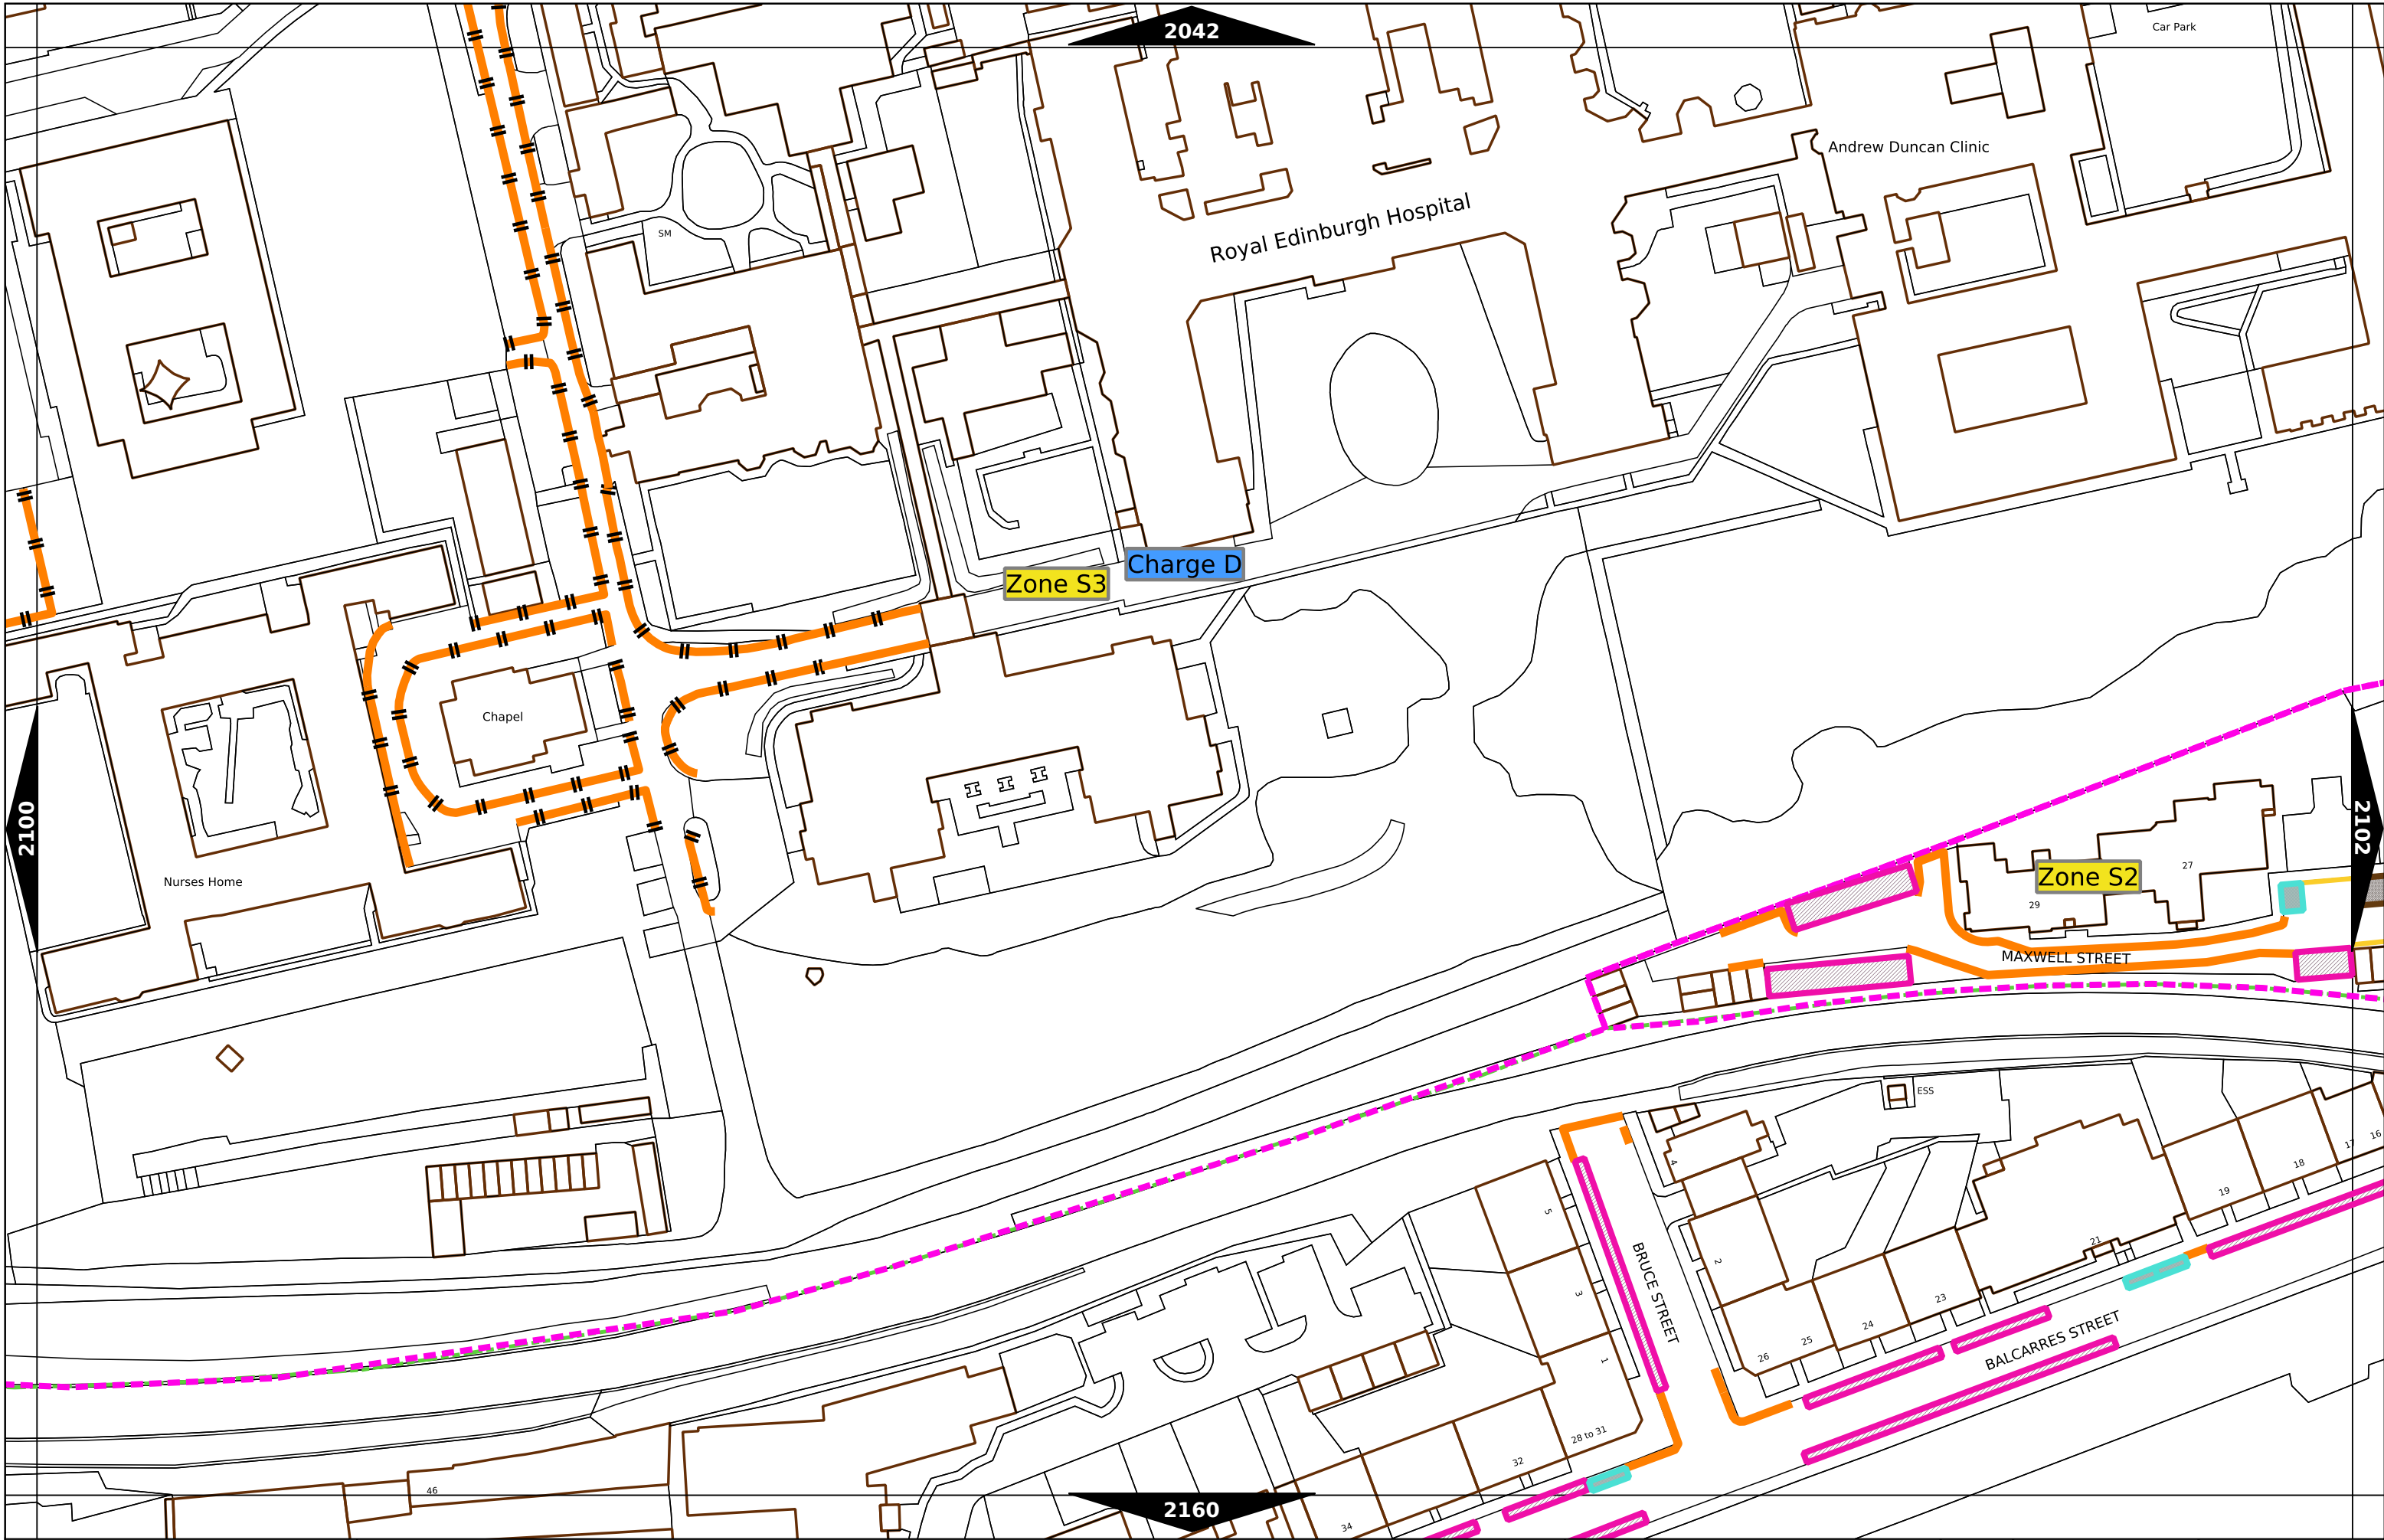 2042
Car Park
Andrew Duncan Clinic
Royal Edinburgh Hospital
SM
Charge D
Zone S3
Chapel
2100
2102
Nurses Home
Zone S2
27
29
MAXWELL STREET
ESS
4
5
2
3
1
BRUCE STREET
16
17
18
19
21
23
24
25
26
BALCARRES STREET
28 to 31
32
34
46
2160